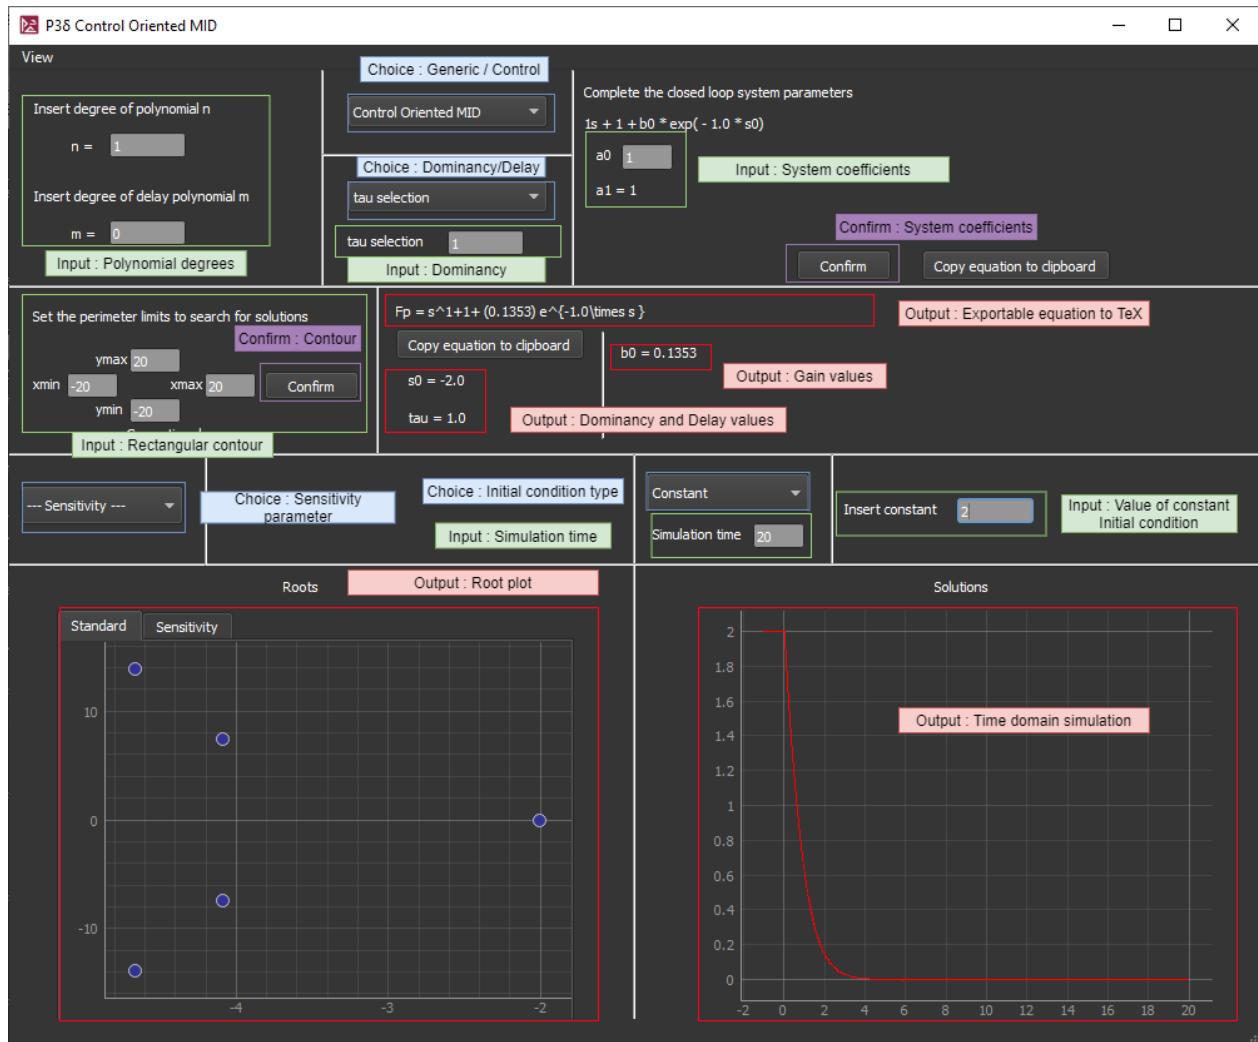 P3δ Control Oriented MID
View
Choice : Generic / Control
Insert degree of polynomial n
Control Oriented MID
Complete the closed loop system parameters
1s + 1 + b0 * exp( - 1.0 * s0)
n = 1
a0 1
Choice : Dominancy/Delay
Input : System coefficients
Insert degree of delay polynomial m
tau selection
a1 = 1
m = 0
tau selection 1
Confirm : System coefficients
Input : Polynomial degrees
Input : Dominancy
Confirm
Copy equation to clipboard
Set the perimeter limits to search for solutions
Fp = s^1+1+ (0.1353) e^{-1.0\times s }
Output : Exportable equation to TeX
Confirm : Contour
Copy equation to clipboard
b0 = 0.1353
ymax 20
xmin -20
xmax 20
Confirm
s0 = -2.0
Output : Gain values
ymin -20
tau = 1.0
Output : Dominancy and Delay values
Input : Rectangular contour
--- Sensitivity ---
Choice : Sensitivity
parameter
Choice : Initial condition type
Constant
Input : Simulation time
Simulation time 20
Insert constant 2
Input : Value of constant
Initial condition
Roots
Output : Root plot
Solutions
Standard
Sensitivity
10
0
-10
-4
-3
-2
2
1.8
1.6
Output : Time domain simulation
1.4
1.2
1
0.8
0.6
0.4
0.2
0
-2 0 2 4 6 8 10 12 14 16 18 20